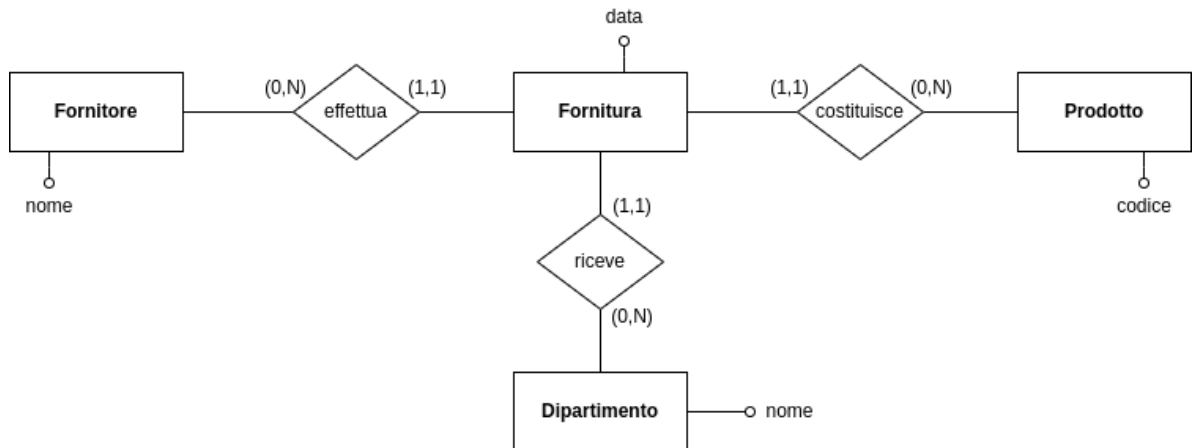 data
(0,N)
(1,1)
(1,1)
(0,N)
Fornitore
effettua
Fornitura
costituisce
Prodotto
nome
codice
(1,1)
riceve
(0,N)
Dipartimento
nome